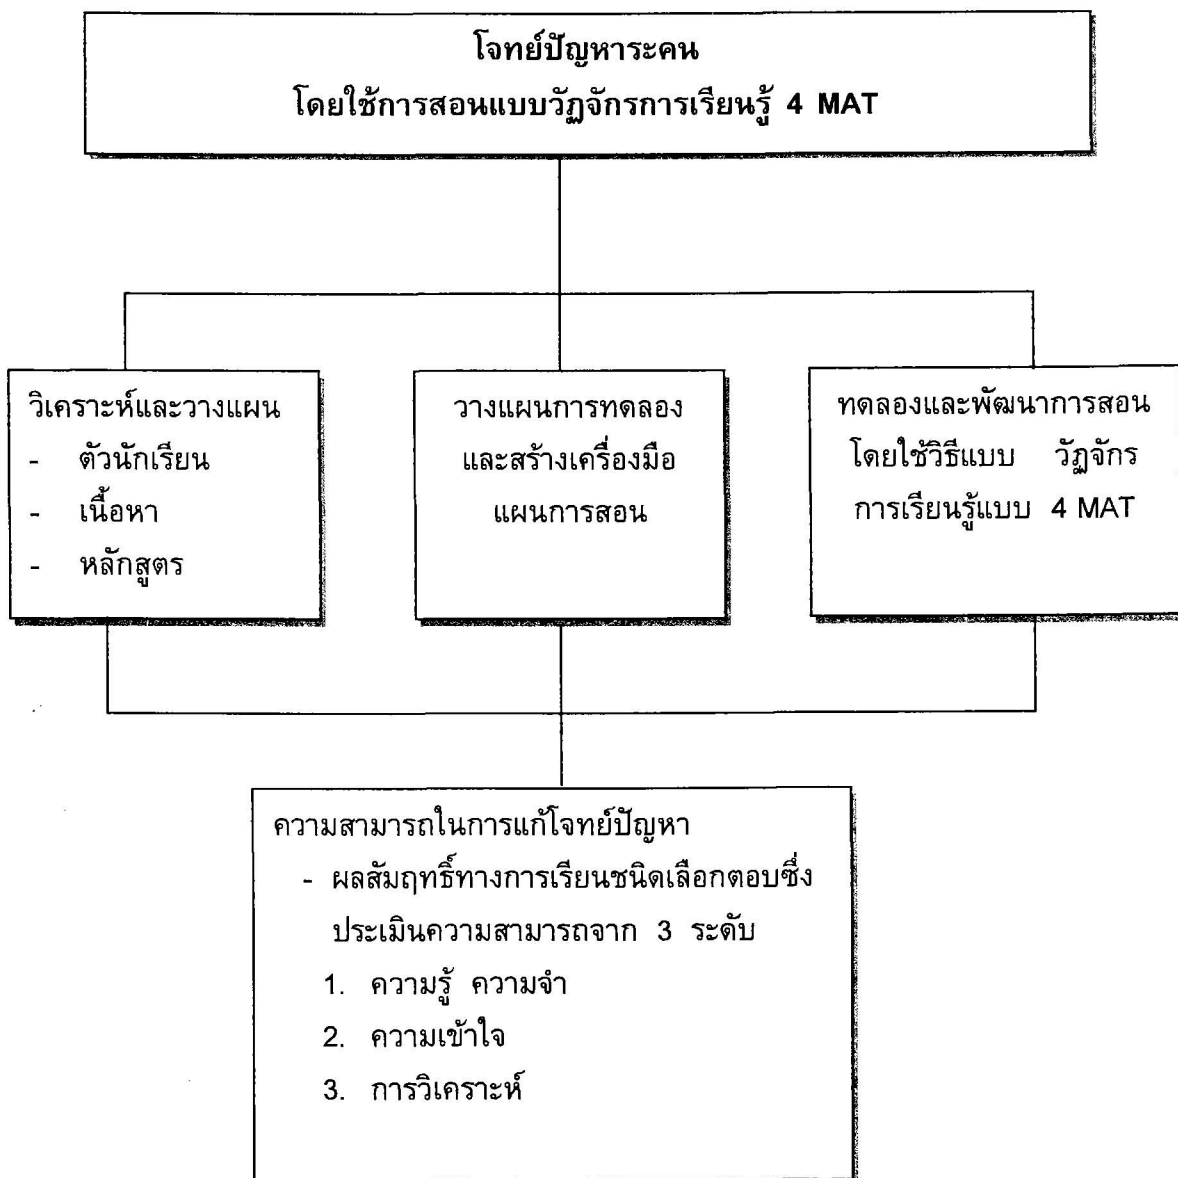 โจทย์ปัญหาระคน
โดยใช้การสอนแบบวัฏจักรการเรียนรู้ 4 MAT
วิเคราะห์และวางแผน
- ตัวนักเรียน
- เนื้อหา
- หลักสูตร
วางแผนการทดลอง
และสร้างเครื่องมือ
แผนการสอน
ทดลองและพัฒนาการสอน
โดยใช้วิธีแบบ วัฏจักร
การเรียนรู้แบบ 4 MAT
ความสามารถในการแก้โจทย์ปัญหา
- ผลสัมฤทธิ์ทางการเรียนชนิดเลือกตอบซึ่ง
ประเมินความสามารถจาก 3 ระดับ
1. ความรู้ ความจำ
2. ความเข้าใจ
3. การวิเคราะห์